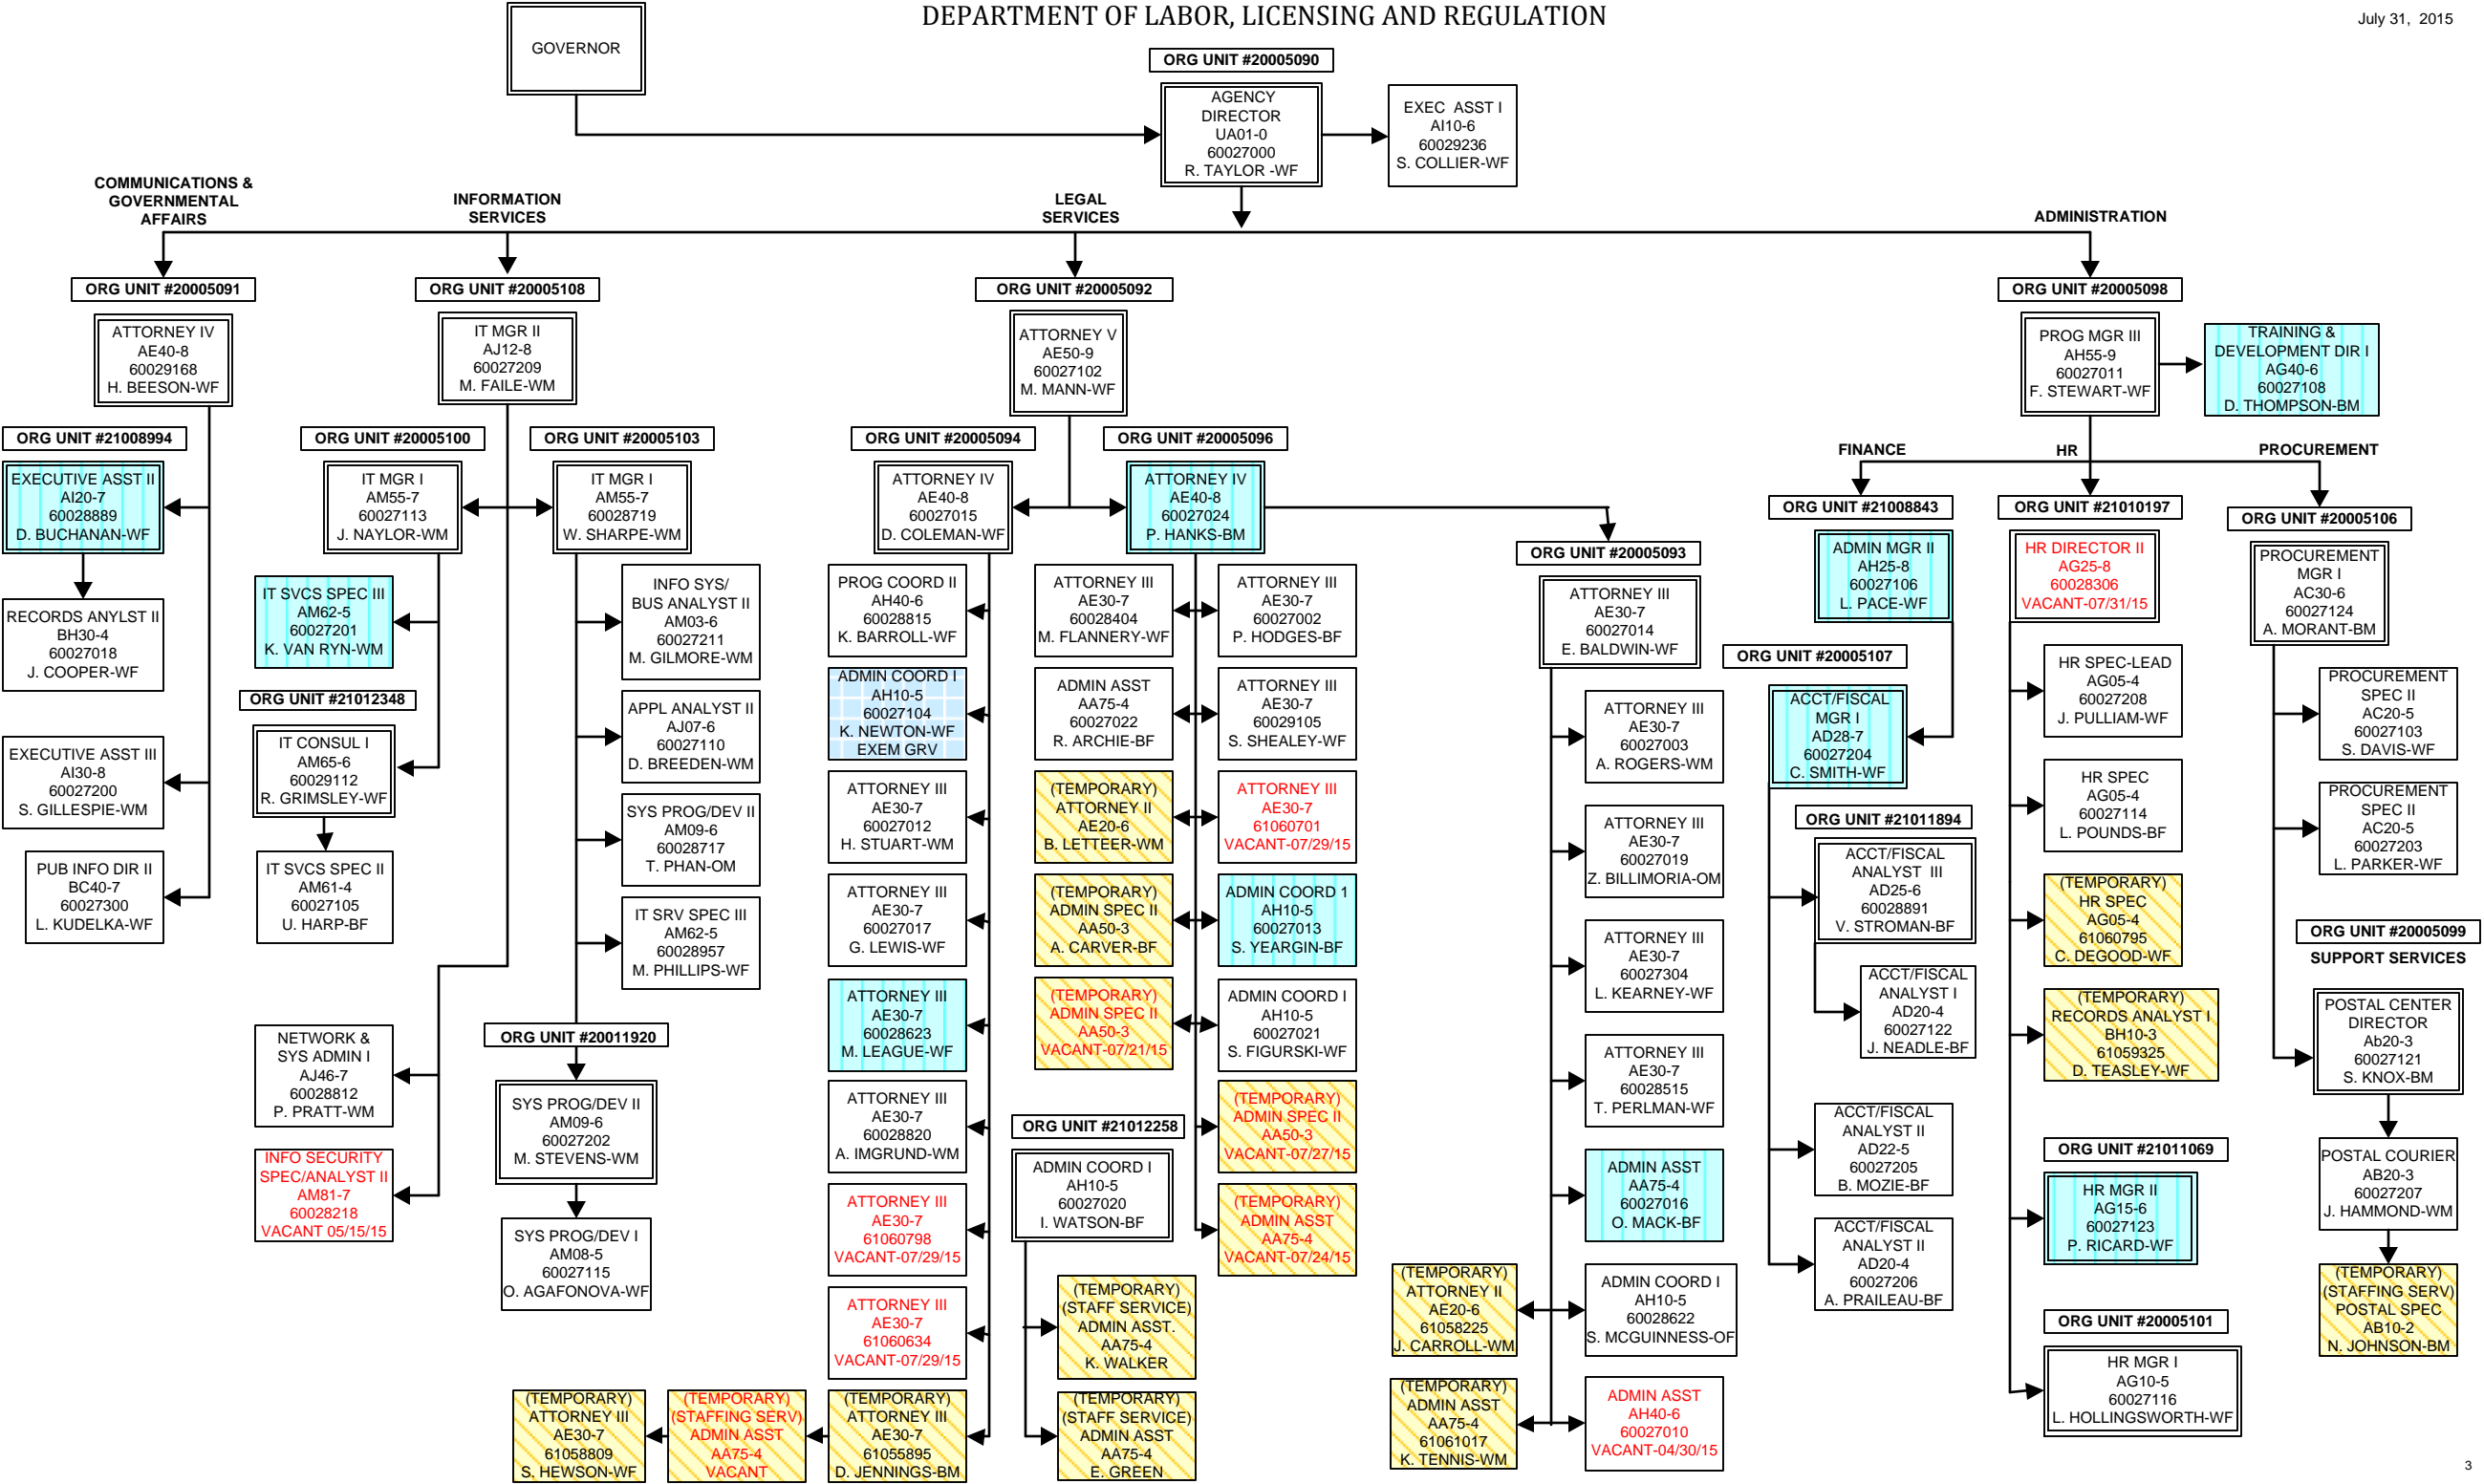 DEPARTMENT OF LABOR, LICENSING AND REGULATION
July 31, 2015
GOVERNOR
ORG UNIT #20005090
AGENCY
DIRECTOR
UA01-0
60027000
R. TAYLOR -WF
EXEC ASST I
AI10-6
60029236
S. COLLIER-WF
COMMUNICATIONS &
GOVERNMENTAL
AFFAIRS
INFORMATION
SERVICES
LEGAL
SERVICES
ADMINISTRATION
ORG UNIT #20005091
ATTORNEY IV
AE40-8
60029168
H. BEESON-WF
ORG UNIT #21008994
EXECUTIVE ASST II
AI20-7
60028889
D. BUCHANAN-WF
RECORDS ANYLST II
BH30-4
60027018
J. COOPER-WF
EXECUTIVE ASST III
AI30-8
60027200
S. GILLESPIE-WM
PUB INFO DIR II
BC40-7
60027300
L. KUDELKA-WF
ORG UNIT #20005108
IT MGR II
AJ12-8
60027209
M. FAILE-WM
ORG UNIT #20005100
IT MGR I
AM55-7
60027113
J. NAYLOR-WM
IT SVCS SPEC III
AM62-5
60027201
K. VAN RYN-WM
ORG UNIT #21012348
IT CONSUL I
AM65-6
60029112
R. GRIMSLEY-WF
IT SVCS SPEC II
AM61-4
60027105
U. HARP-BF
NETWORK &
SYS ADMIN I
AJ46-7
60028812
P. PRATT-WM
INFO SECURITY
SPEC/ANALYST II
AM81-7
60028218
VACANT 05/15/15
ORG UNIT #20005103
IT MGR I
AM55-7
60028719
W. SHARPE-WM
INFO SYS/
BUS ANALYST II
AM03-6
60027211
M. GILMORE-WM
APPL ANALYST II
AJ07-6
60027110
D. BREEDEN-WM
SYS PROG/DEV II
AM09-6
60028717
T. PHAN-OM
IT SRV SPEC III
AM62-5
60028957
M. PHILLIPS-WF
ORG UNIT #20011920
SYS PROG/DEV II
AM09-6
60027202
M. STEVENS-WM
SYS PROG/DEV I
AM08-5
60027115
O. AGAFONOVA-WF
ORG UNIT #20005092
ATTORNEY V
AE50-9
60027102
M. MANN-WF
ORG UNIT #20005094
ATTORNEY IV
AE40-8
60027015
D. COLEMAN-WF
PROG COORD II
AH40-6
60028815
K. BARROLL-WF
ADMIN COORD I
AH10-5
60027104
K. NEWTON-WF
EXEM GRV
ATTORNEY III
AE30-7
60027012
H. STUART-WM
ATTORNEY III
AE30-7
60027017
G. LEWIS-WF
ATTORNEY III
AE30-7
60028623
M. LEAGUE-WF
ATTORNEY III
AE30-7
60028820
A. IMGRUND-WM
ATTORNEY III
AE30-7
61060798
VACANT-07/29/15
ATTORNEY III
AE30-7
61060634
VACANT-07/29/15
(TEMPORARY)
ATTORNEY III
AE30-7
61055895
D. JENNINGS-BM
(TEMPORARY)
(STAFFING SERV)
ADMIN ASST
AA75-4
VACANT
(TEMPORARY)
ATTORNEY III
AE30-7
61058809
S. HEWSON-WF
ORG UNIT #20005096
ATTORNEY IV
AE40-8
60027024
P. HANKS-BM
ATTORNEY III
AE30-7
60028404
M. FLANNERY-WF
ATTORNEY III
AE30-7
60027002
P. HODGES-BF
ADMIN ASST
AA75-4
60027022
R. ARCHIE-BF
ATTORNEY III
AE30-7
60029105
S. SHEALEY-WF
(TEMPORARY)
ATTORNEY II
AE20-6
B. LETTEER-WM
ATTORNEY III
AE30-7
61060701
VACANT-07/29/15
(TEMPORARY)
ADMIN SPEC II
AA50-3
A. CARVER-BF
ADMIN COORD 1
AH10-5
60027013
S. YEARGIN-BF
(TEMPORARY)
ADMIN SPEC II
AA50-3
VACANT-07/21/15
ADMIN COORD I
AH10-5
60027021
S. FIGURSKI-WF
(TEMPORARY)
ADMIN SPEC II
AA50-3
VACANT-07/27/15
(TEMPORARY)
ADMIN ASST
AA75-4
VACANT-07/24/15
ORG UNIT #21012258
ADMIN COORD I
AH10-5
60027020
I. WATSON-BF
(TEMPORARY)
(STAFF SERVICE)
ADMIN ASST.
AA75-4
K. WALKER
(TEMPORARY)
(STAFF SERVICE)
ADMIN ASST
AA75-4
E. GREEN
ORG UNIT #20005093
ATTORNEY III
AE30-7
60027014
E. BALDWIN-WF
ATTORNEY III
AE30-7
60027003
A. ROGERS-WM
ATTORNEY III
AE30-7
60027019
Z. BILLIMORIA-OM
ATTORNEY III
AE30-7
60027304
L. KEARNEY-WF
ATTORNEY III
AE30-7
60028515
T. PERLMAN-WF
ADMIN ASST
AA75-4
60027016
O. MACK-BF
(TEMPORARY)
ATTORNEY II
AE20-6
61058225
J. CARROLL-WM
ADMIN COORD I
AH10-5
60028622
S. MCGUINNESS-OF
(TEMPORARY)
ADMIN ASST
AA75-4
61061017
K. TENNIS-WM
ADMIN ASST
AH40-6
60027010
VACANT-04/30/15
ORG UNIT #20005098
PROG MGR III
AH55-9
60027011
F. STEWART-WF
TRAINING &
DEVELOPMENT DIR I
AG40-6
60027108
D. THOMPSON-BM
FINANCE
HR
PROCUREMENT
ORG UNIT #21008843
ADMIN MGR II
AH25-8
60027106
L. PACE-WF
ORG UNIT #20005107
ACCT/FISCAL
MGR I
AD28-7
60027204
C. SMITH-WF
ORG UNIT #21011894
ACCT/FISCAL
ANALYST III
AD25-6
60028891
V. STROMAN-BF
ACCT/FISCAL
ANALYST I
AD20-4
60027122
J. NEADLE-BF
ACCT/FISCAL
ANALYST II
AD22-5
60027205
B. MOZIE-BF
ACCT/FISCAL
ANALYST II
AD20-4
60027206
A. PRAILEAU-BF
ORG UNIT #21010197
HR DIRECTOR II
AG25-8
60028306
VACANT-07/31/15
HR SPEC-LEAD
AG05-4
60027208
J. PULLIAM-WF
HR SPEC
AG05-4
60027114
L. POUNDS-BF
(TEMPORARY)
HR SPEC
AG05-4
61060795
C. DEGOOD-WF
(TEMPORARY)
RECORDS ANALYST I
BH10-3
61059325
D. TEASLEY-WF
ORG UNIT #21011069
HR MGR II
AG15-6
60027123
P. RICARD-WF
ORG UNIT #20005101
HR MGR I
AG10-5
60027116
L. HOLLINGSWORTH-WF
ORG UNIT #20005106
PROCUREMENT
MGR I
AC30-6
60027124
A. MORANT-BM
PROCUREMENT
SPEC II
AC20-5
60027103
S. DAVIS-WF
PROCUREMENT
SPEC II
AC20-5
60027203
L. PARKER-WF
ORG UNIT #20005099
SUPPORT SERVICES
POSTAL CENTER
DIRECTOR
Ab20-3
60027121
S. KNOX-BM
POSTAL COURIER
AB20-3
60027207
J. HAMMOND-WM
(TEMPORARY)
(STAFFING SERV)
POSTAL SPEC
AB10-2
N. JOHNSON-BM
3